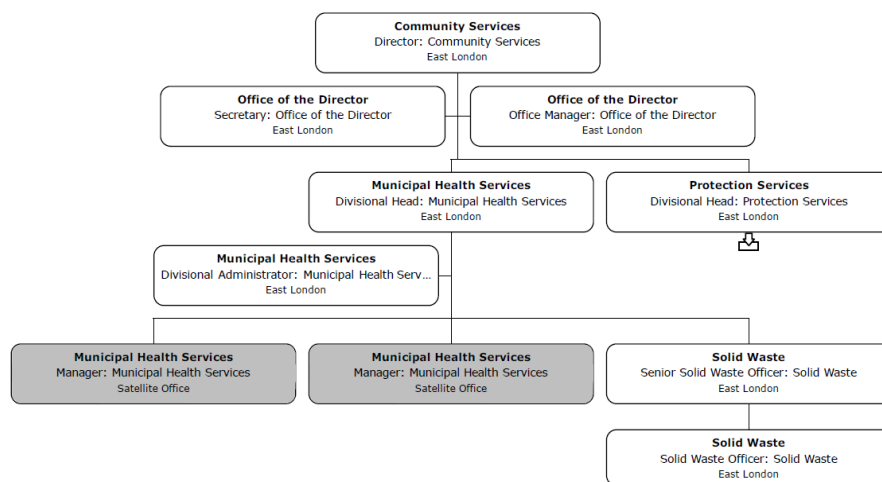 Community Services
Director: Community Services
East London
Office of the Director
Secretary: Office of the Director
East London
Office of the Director
Office Manager: Office of the Director
East London
Municipal Health Services
Divisional Head: Municipal Health Services
East London
Protection Services
Divisional Head: Protection Services
East London
Municipal Health Services
Divisional Administrator: Municipal Health Serv...
East London
Municipal Health Services
Manager: Municipal Health Services
Satellite Office
Municipal Health Services
Manager: Municipal Health Services
Satellite Office
Solid Waste
Senior Solid Waste Officer: Solid Waste
East London
Solid Waste
Solid Waste Officer: Solid Waste
East London